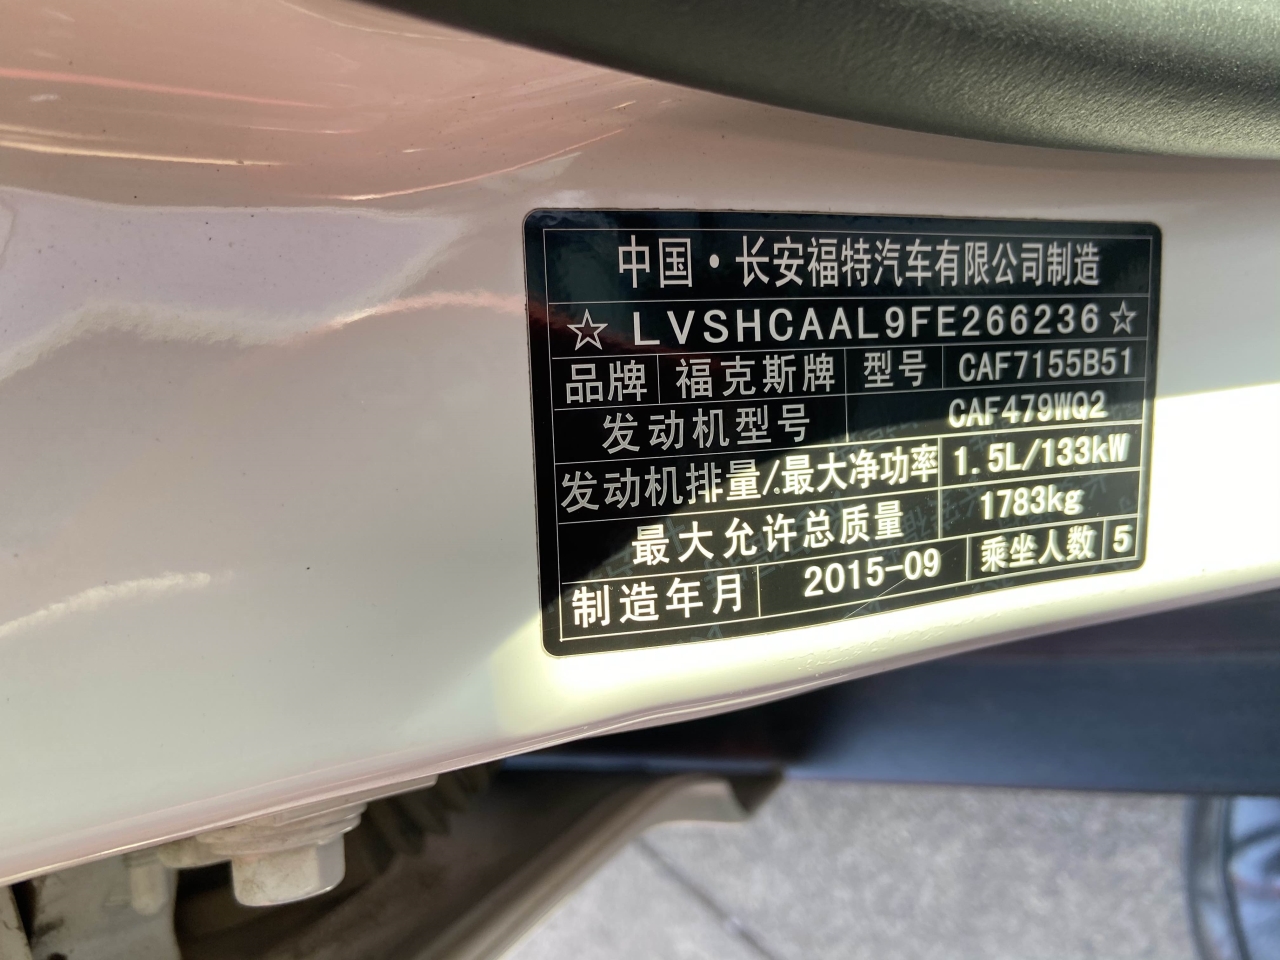 中国·长安福特汽车有限公司制造
☆LVSHCAAL9FE266236☆
品牌 福克斯牌 型号 CAF7155B51
发动机型号 CAF479WQ2
发动机排量/最大净功率 1.5L/133kW
最大允许总质量 1783kg
制造年月 2015-09 乘坐人数 5